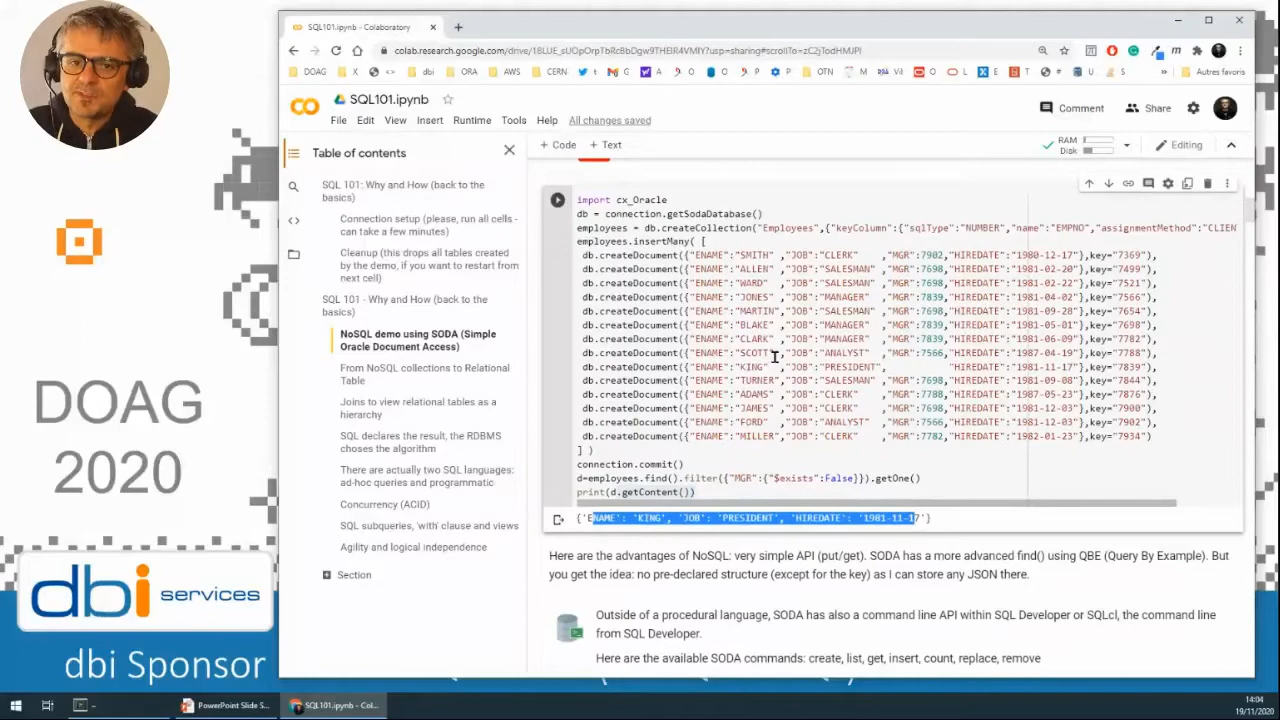 SQL101.ipynb - Colaboratory
colab.research.google.com/drive/
DOAG
X
<>
dbi
ORA
AWS
CERN
OTN
Autres favoris
SQL101.ipynb
Comment
Share
File Edit View Insert Runtime Tools Help All changes saved
Table of contents
+ Code + Text
RAM
Disk
Editing
SQL 101: Why and How (back to the
basics)
Connection setup (please, run all cells -
can take a few minutes)
Cleanup (this drops all tables created
by the demo, if you want to restart from
next cell)
SQL 101 - Why and How (back to the
basics)
NoSQL demo using SODA (Simple
Oracle Document Access)
From NoSQL collections to Relational
Table
Joins to view relational tables as a
hierarchy
SQL declares the result, the RDBMS
choses the algorithm
There are actually two SQL languages:
ad-hoc queries and programmatic
Concurrency (ACID)
SQL subqueries, 'with' clause and views
Agility and logical independence
Section
import cx_Oracle
db = connection.getSodaDatabase()
employees = db.createCollection("Employees",{"keyColumn":{"sqlType":"NUMBER","name":"EMPNO","assignmentMethod":"CLIEN
employees.insertMany( [
db.createDocument({"ENAME":"SMITH" ,"JOB":"CLERK" ,"MGR":7902,"HIREDATE":"1980-12-17"},key="7369"),
db.createDocument({"ENAME":"ALLEN" ,"JOB":"SALESMAN" ,"MGR":7698,"HIREDATE":"1981-02-20"},key="7499"),
db.createDocument({"ENAME":"WARD" ,"JOB":"SALESMAN" ,"MGR":7698,"HIREDATE":"1981-02-22"},key="7521"),
db.createDocument({"ENAME":"JONES" ,"JOB":"MANAGER" ,"MGR":7839,"HIREDATE":"1981-04-02"},key="7566"),
db.createDocument({"ENAME":"MARTIN","JOB":"SALESMAN" ,"MGR":7698,"HIREDATE":"1981-09-28"},key="7654"),
db.createDocument({"ENAME":"BLAKE" ,"JOB":"MANAGER" ,"MGR":7839,"HIREDATE":"1981-05-01"},key="7698"),
db.createDocument({"ENAME":"CLARK" ,"JOB":"MANAGER" ,"MGR":7839,"HIREDATE":"1981-06-09"},key="7782"),
db.createDocument({"ENAME":"SCOTT" ,"JOB":"ANALYST" ,"MGR":7566,"HIREDATE":"1987-04-19"},key="7788"),
db.createDocument({"ENAME":"KING" ,"JOB":"PRESIDENT", "HIREDATE":"1981-11-17"},key="7839"),
db.createDocument({"ENAME":"TURNER","JOB":"SALESMAN" ,"MGR":7698,"HIREDATE":"1981-09-08"},key="7844"),
db.createDocument({"ENAME":"ADAMS" ,"JOB":"CLERK" ,"MGR":7788,"HIREDATE":"1987-05-23"},key="7876"),
db.createDocument({"ENAME":"JAMES" ,"JOB":"CLERK" ,"MGR":7698,"HIREDATE":"1981-12-03"},key="7900"),
db.createDocument({"ENAME":"FORD" ,"JOB":"ANALYST" ,"MGR":7566,"HIREDATE":"1981-12-03"},key="7902"),
db.createDocument({"ENAME":"MILLER","JOB":"CLERK" ,"MGR":7782,"HIREDATE":"1982-01-23"},key="7934")
] )
connection.commit()
d=employees.find().filter({"MGR":{"$exists":False}}).getOne()
print(d.getContent())
{'ENAME': 'KING', 'JOB': 'PRESIDENT', 'HIREDATE': '1981-11-17'}
Here are the advantages of NoSQL: very simple API (put/get). SODA has a more advanced find() using QBE (Query By Example). But
you get the idea: no pre-declared structure (except for the key) as I can store any JSON there.
Outside of a procedural language, SODA has also a command line API within SQL Developer or SQLcl, the command line
from SQL Developer.
Here are the available SODA commands: create, list, get, insert, count, replace, remove
DOAG
2020
dbi services
dbi Sponsor
PowerPoint Slide S...
SQL101.ipynb - Col...
14:04
19/11/2020